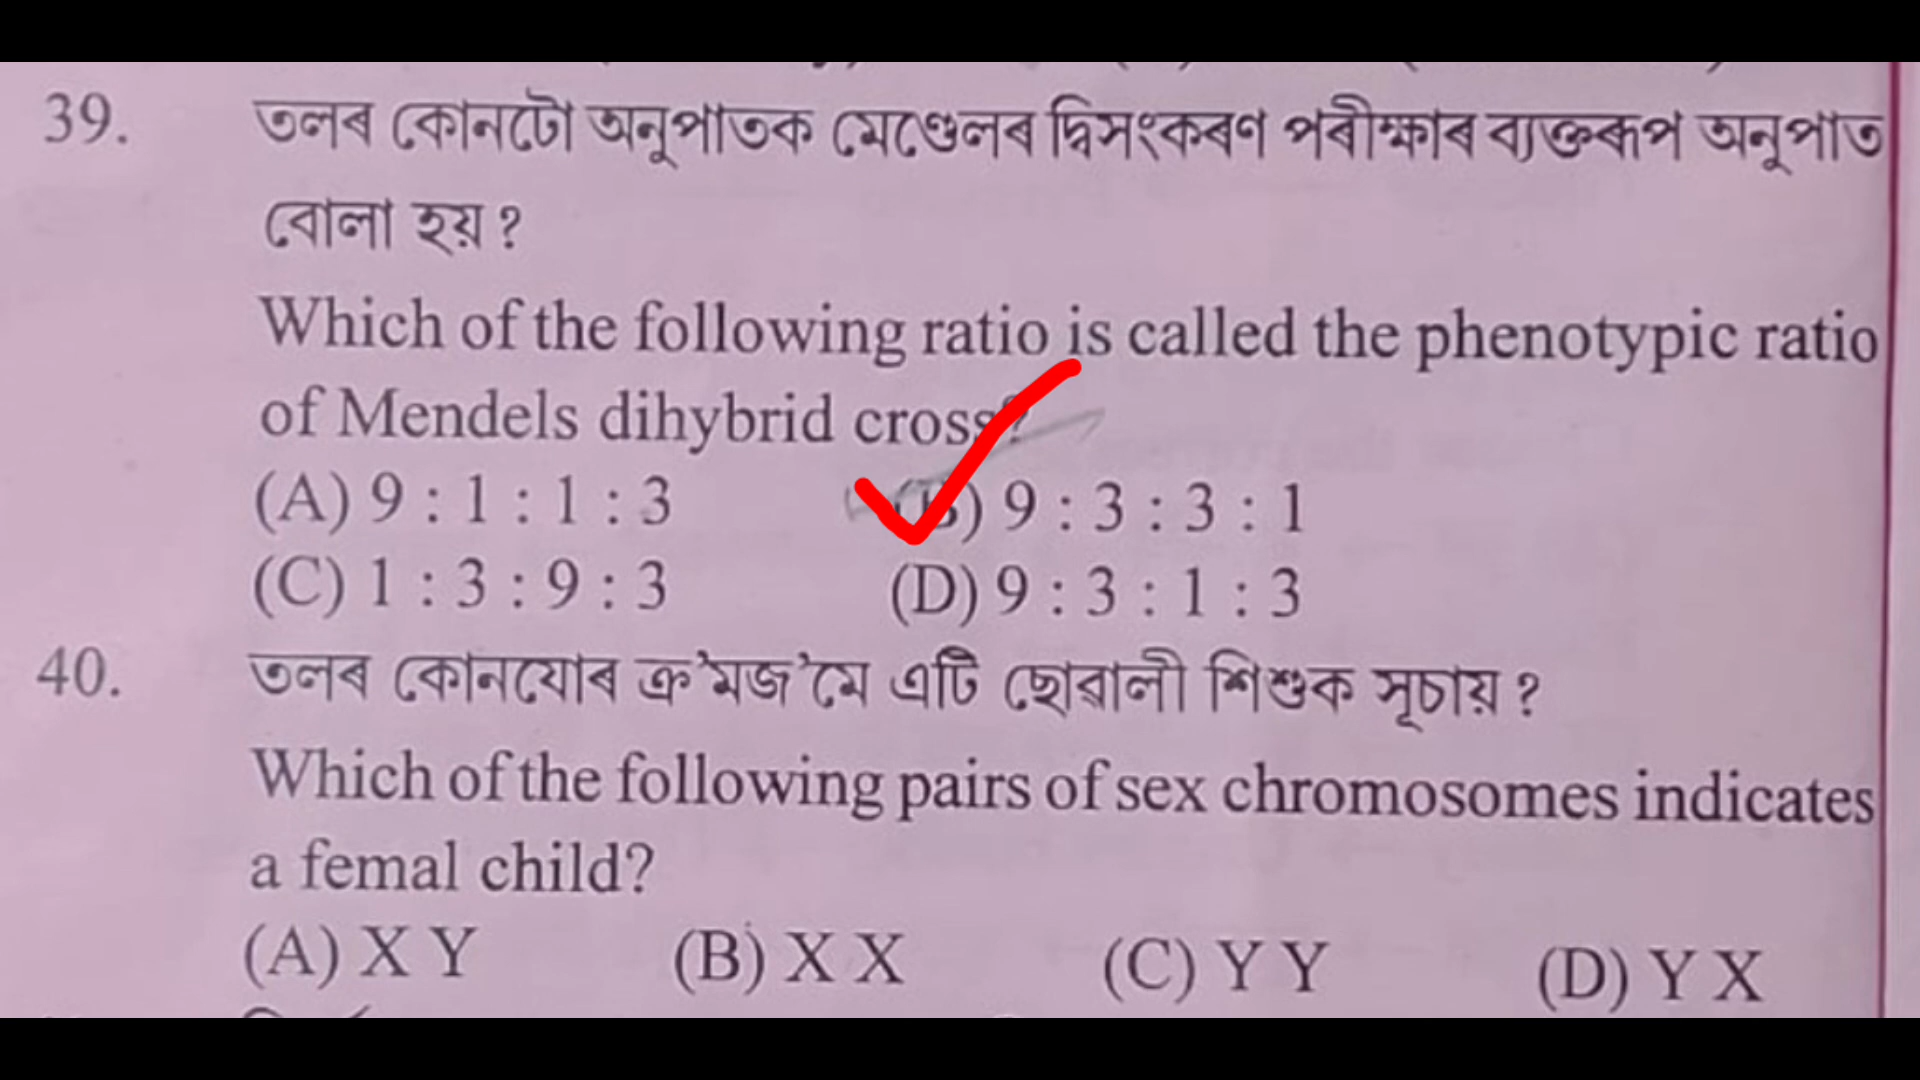 39. তলৰ কোনটো অনুপাতক মেণ্ডেলৰ দ্বিসংকৰণ পৰীক্ষাৰ ব্যক্তৰূপ অনুপাত
বোলা হয় ?
Which of the following ratio is called the phenotypic ratio
of Mendels dihybrid cross?
(A) 9 : 1 : 1 : 3 (B) 9 : 3 : 3 : 1
(C) 1 : 3 : 9 : 3 (D) 9 : 3 : 1 : 3
40. তলৰ কোনযোৰ ক্ৰ'মজ'মে এটি ছোৱালী শিশুক সূচায় ?
Which of the following pairs of sex chromosomes indicates
a femal child?
(A) X Y (B) X X (C) Y Y (D) Y X